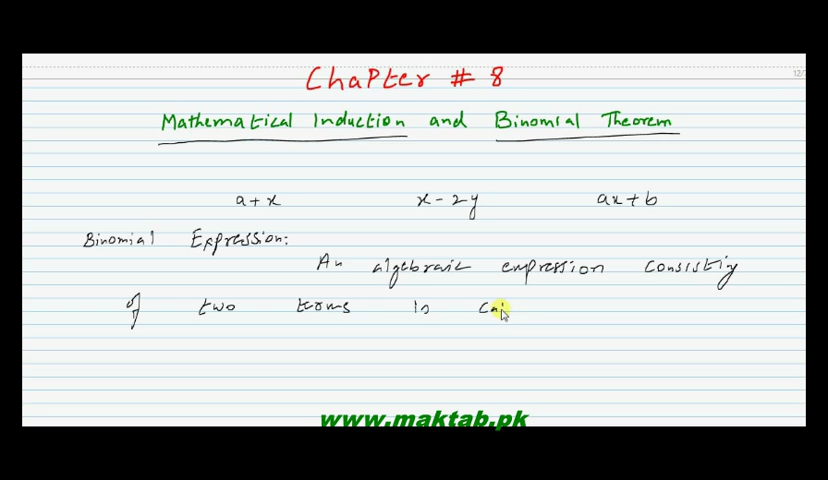 Chapter # 8
Mathematical Induction and Binomial Theorem
a + x x - 2y ax + b
Binomial Expression:
An algebraic expression consisting
of two terms is
www.maktab.pk